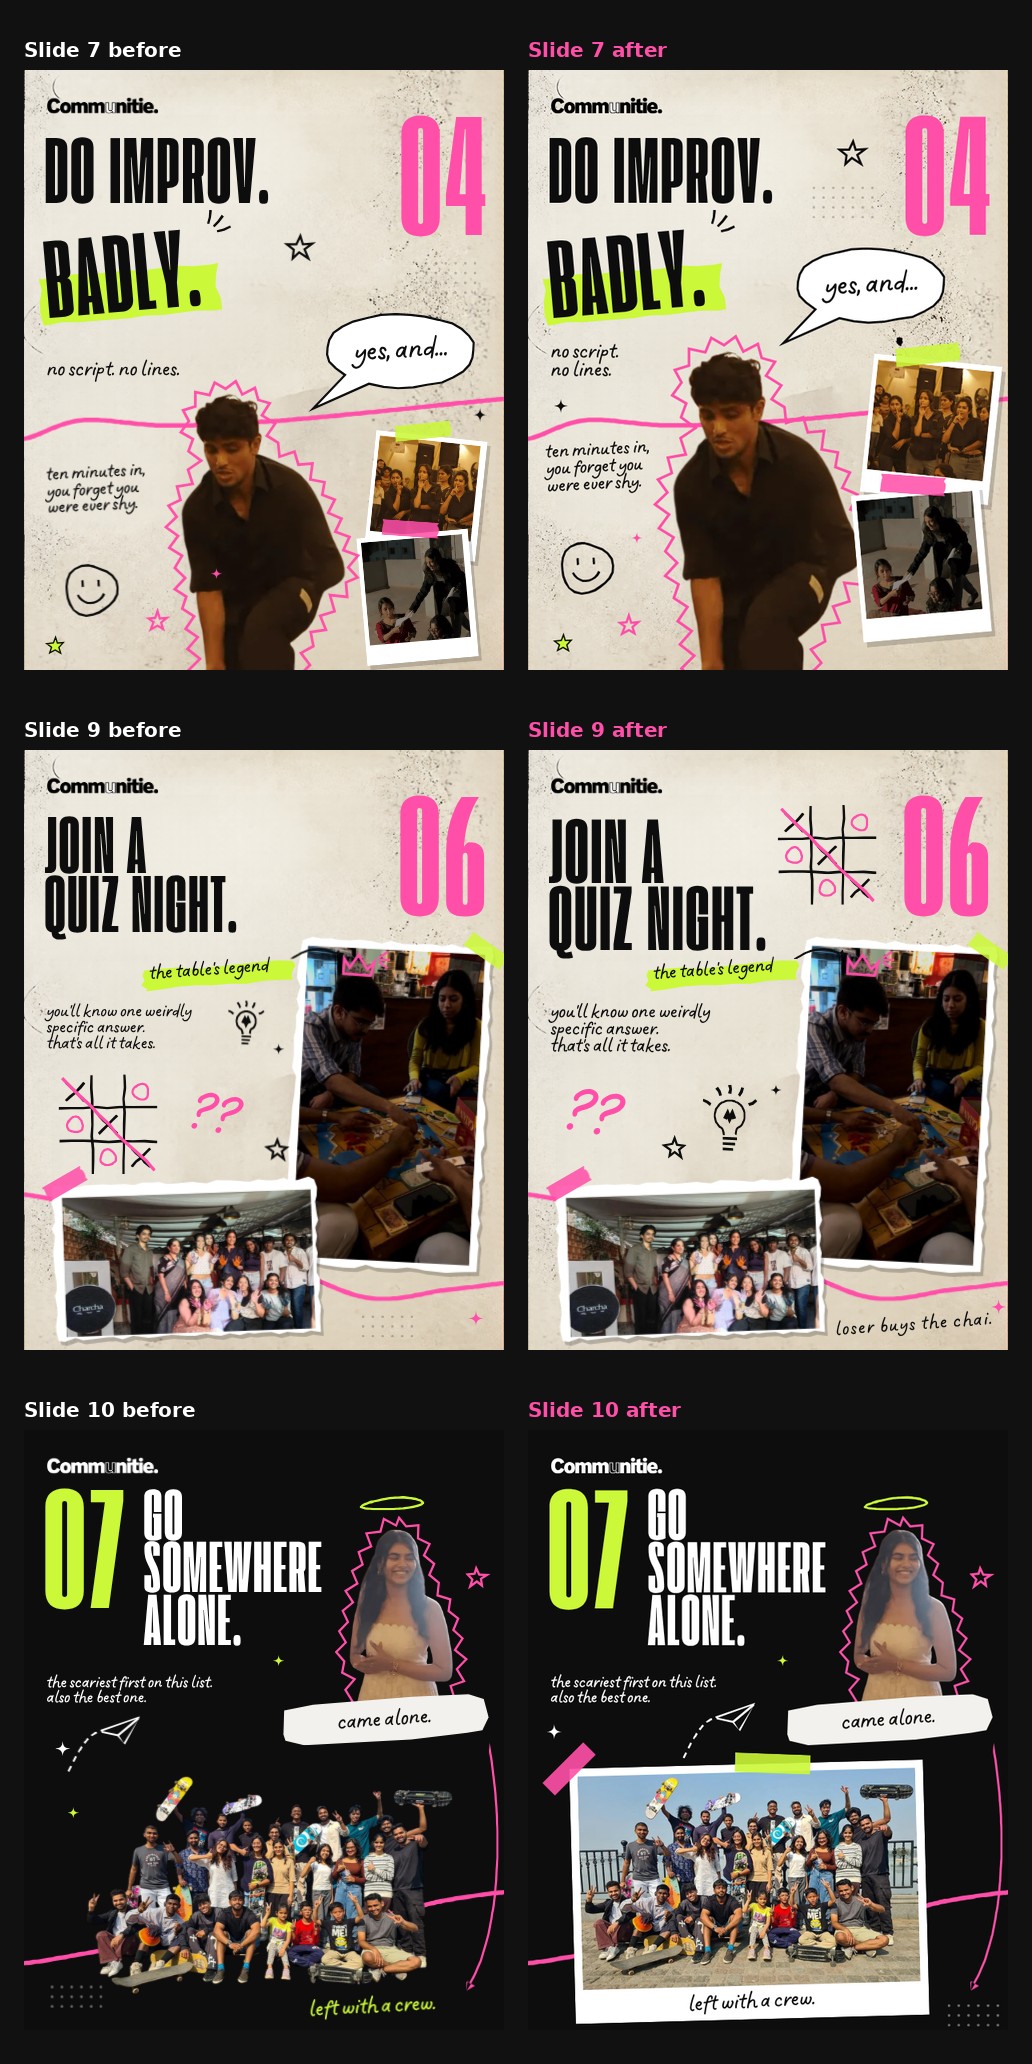 Slide 7 before
Communitie.
DO IMPROV.
04
BADLY.
yes, and...
no script. no lines.
ten minutes in,
you forget you
were ever shy.
Slide 7 after
Communitie.
DO IMPROV.
04
BADLY.
yes, and...
no script.
no lines.
ten minutes in,
you forget you
were ever shy.
Slide 9 before
Communitie.
JOIN A
QUIZ NIGHT.
06
the table's legend
you'll know one weirdly
specific answer.
that's all it takes.
??
Charcha
Slide 9 after
Communitie.
JOIN A
QUIZ NIGHT.
06
the table's legend
you'll know one weirdly
specific answer.
that's all it takes.
??
Charcha
loser buys the chai.
Slide 10 before
Communitie.
07
GO
SOMEWHERE
ALONE.
the scariest first on this list.
also the best one.
came alone.
left with a crew.
Slide 10 after
Communitie.
07
GO
SOMEWHERE
ALONE.
the scariest first on this list.
also the best one.
came alone.
left with a crew.